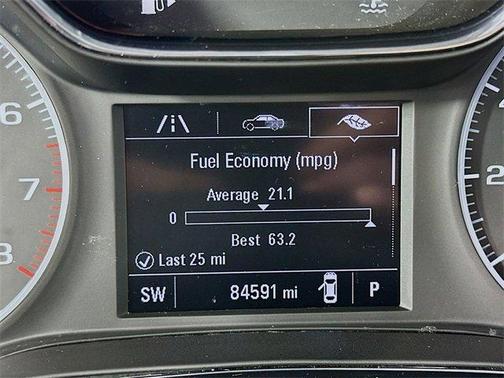 6
7
8
2
Fuel Economy (mpg)
Average 21.1
0
Best 63.2
Last 25 mi
SW 84591 mi P